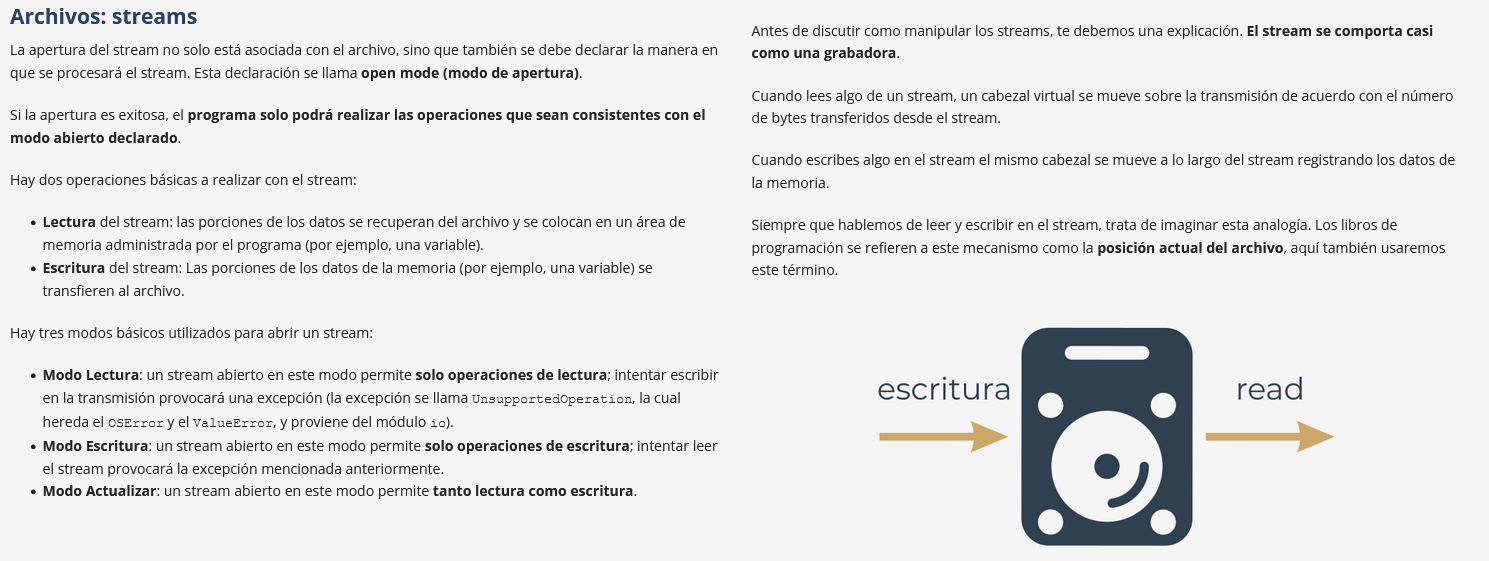 Archivos: streams
La apertura del stream no solo está asociada con el archivo, sino que también se debe declarar la manera en
que se procesará el stream. Esta declaración se llama open mode (modo de apertura).
Si la apertura es exitosa, el programa solo podrá realizar las operaciones que sean consistentes con el
modo abierto declarado.
Hay dos operaciones básicas a realizar con el stream:
• Lectura del stream: las porciones de los datos se recuperan del archivo y se colocan en un área de
memoria administrada por el programa (por ejemplo, una variable).
• Escritura del stream: Las porciones de los datos de la memoria (por ejemplo, una variable) se
transfieren al archivo.
Hay tres modos básicos utilizados para abrir un stream:
• Modo Lectura: un stream abierto en este modo permite solo operaciones de lectura; intentar escribir
en la transmisión provocará una excepción (la excepción se llama UnsupportedOperation, la cual
hereda el OSError y el ValueError, y proviene del módulo io).
• Modo Escritura: un stream abierto en este modo permite solo operaciones de escritura; intentar leer
el stream provocará la excepción mencionada anteriormente.
• Modo Actualizar: un stream abierto en este modo permite tanto lectura como escritura.
Antes de discutir como manipular los streams, te debemos una explicación. El stream se comporta casi
como una grabadora.
Cuando lees algo de un stream, un cabezal virtual se mueve sobre la transmisión de acuerdo con el número
de bytes transferidos desde el stream.
Cuando escribes algo en el stream el mismo cabezal se mueve a lo largo del stream registrando los datos de
la memoria.
Siempre que hablemos de leer y escribir en el stream, trata de imaginar esta analogía. Los libros de
programación se refieren a este mecanismo como la posición actual del archivo, aquí también usaremos
este término.
escritura
read